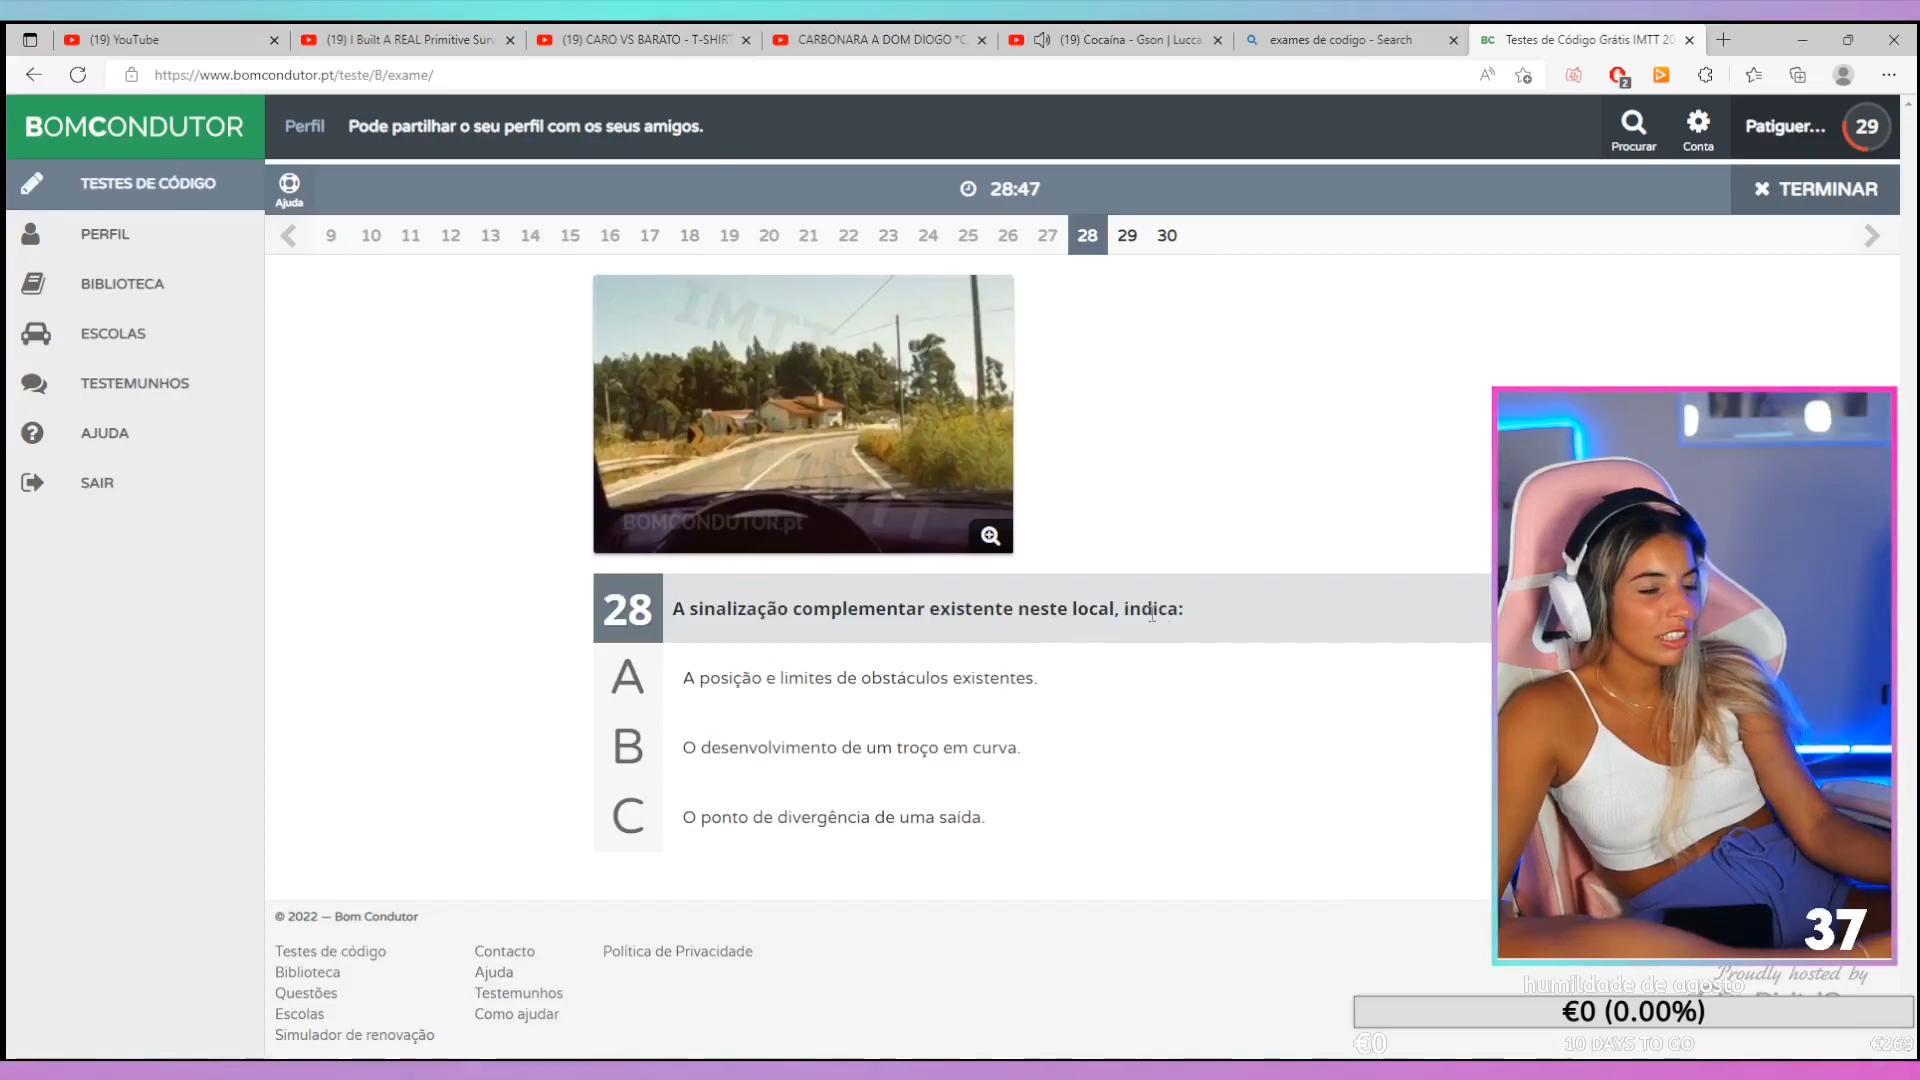 (19) YouTube
(19) I Built A REAL Primitive Surv
(19) CARO VS BARATO - T-SHIRT
CARBONARA A DOM DIOGO "C
(19) Cocaína - Gson | Lucca
exames de codigo - Search
BC Testes de Código Grátis IMTT 20
https://www.bomcondutor.pt/teste/B/exame/
2
BOMCONDUTOR
Perfil
Pode partilhar o seu perfil com os seus amigos.
Procurar
Conta
Patiguer...
29
TESTES DE CÓDIGO
Ajuda
28:47
TERMINAR
PERFIL
9 10 11 12 13 14 15 16 17 18 19 20 21 22 23 24 25 26 27 28 29 30
BIBLIOTECA
ESCOLAS
TESTEMUNHOS
AJUDA
SAIR
IMTT
IMTT
BOMCONDUTOR.pt
28 A sinalização complementar existente neste local, indica:
A A posição e limites de obstáculos existentes.
B O desenvolvimento de um troço em curva.
C O ponto de divergência de uma saída.
37
© 2022 — Bom Condutor
Testes de código
Biblioteca
Questões
Escolas
Simulador de renovação
Contacto
Ajuda
Testemunhos
Como ajudar
Política de Privacidade
Proudly hosted by
humildade de agosto
€0 (0.00%)
€0
10 DAYS TO GO
€269